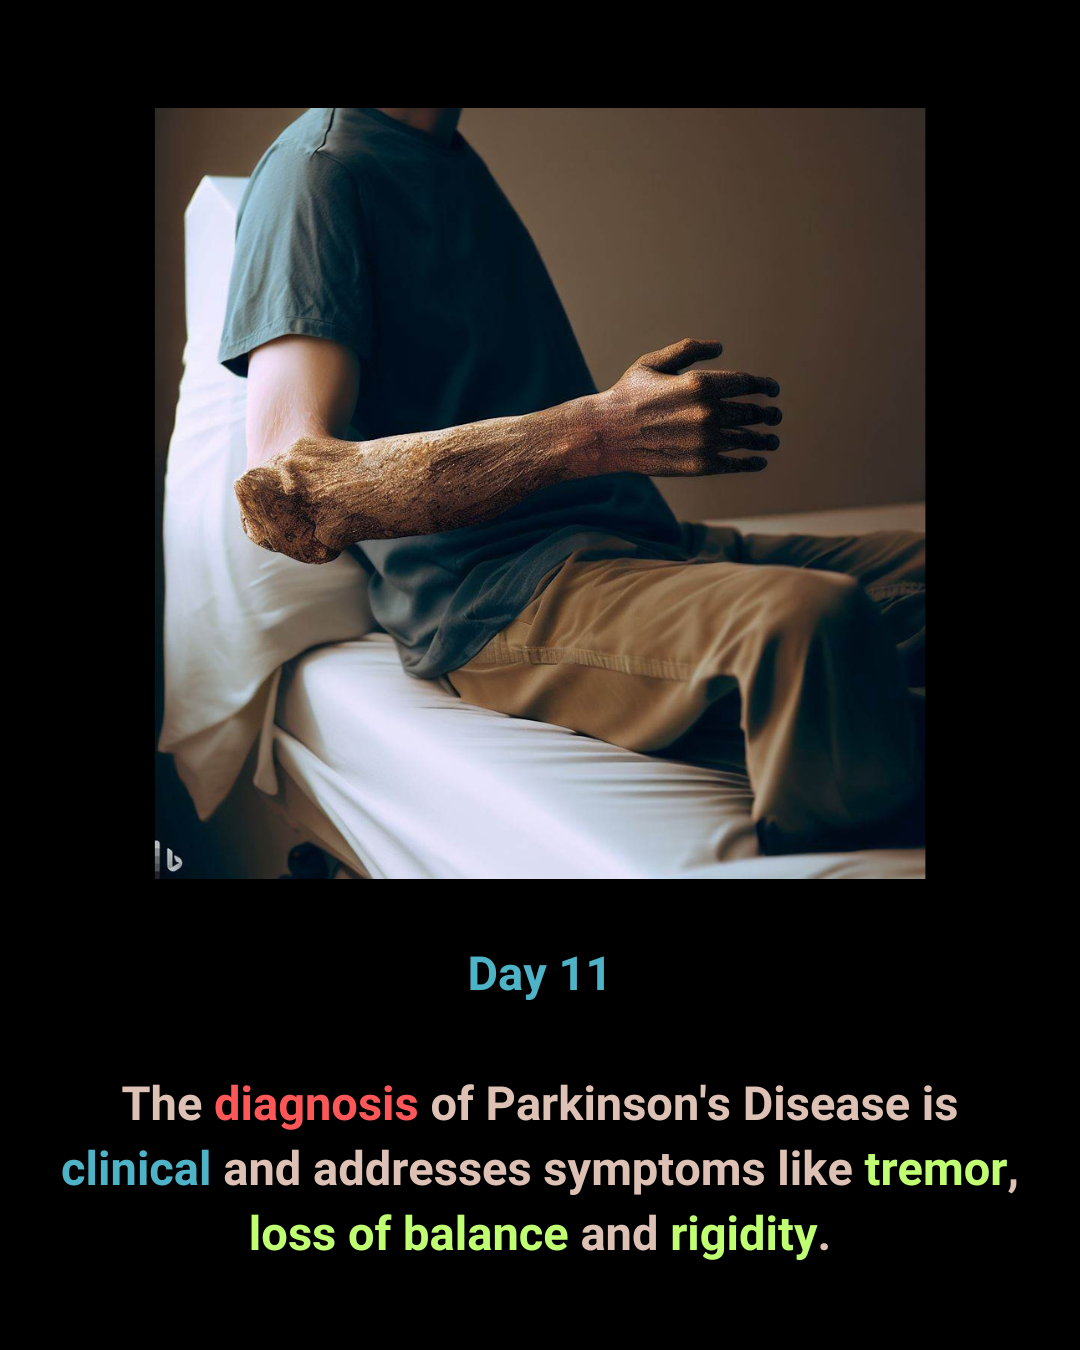 Day 11
The diagnosis of Parkinson's Disease is
clinical and addresses symptoms like tremor,
loss of balance and rigidity.